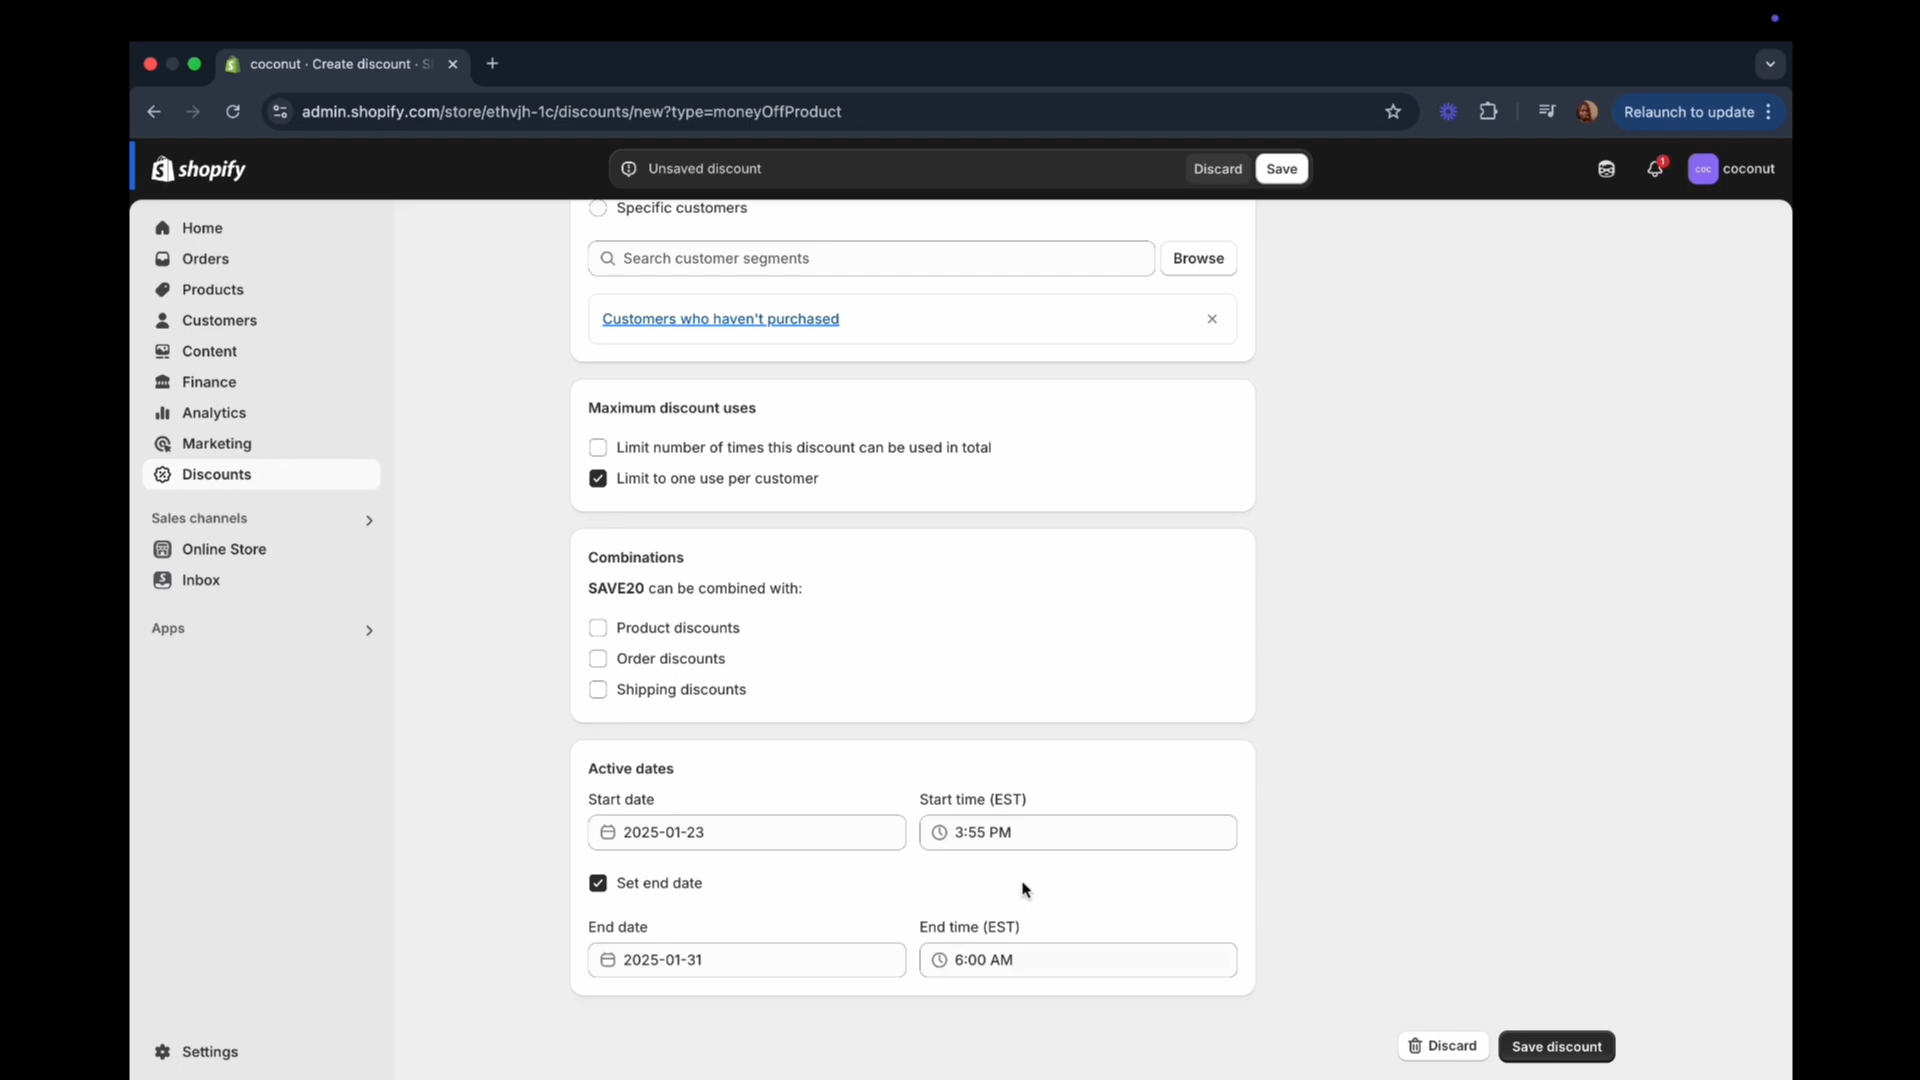 coconut · Create discount · S
admin.shopify.com/store/ethvjh-1c/discounts/new?type=moneyOffProduct
Relaunch to update
shopify
Unsaved discount
Discard
Save
1
coc
coconut
Home
Orders
Products
Customers
Content
Finance
Analytics
Marketing
Discounts
Sales channels
Online Store
Inbox
Apps
Settings
Specific customers
Search customer segments
Browse
Customers who haven't purchased
Maximum discount uses
Limit number of times this discount can be used in total
Limit to one use per customer
Combinations
SAVE20 can be combined with:
Product discounts
Order discounts
Shipping discounts
Active dates
Start date
Start time (EST)
2025-01-23
3:55 PM
Set end date
End date
End time (EST)
2025-01-31
6:00 AM
Discard
Save discount